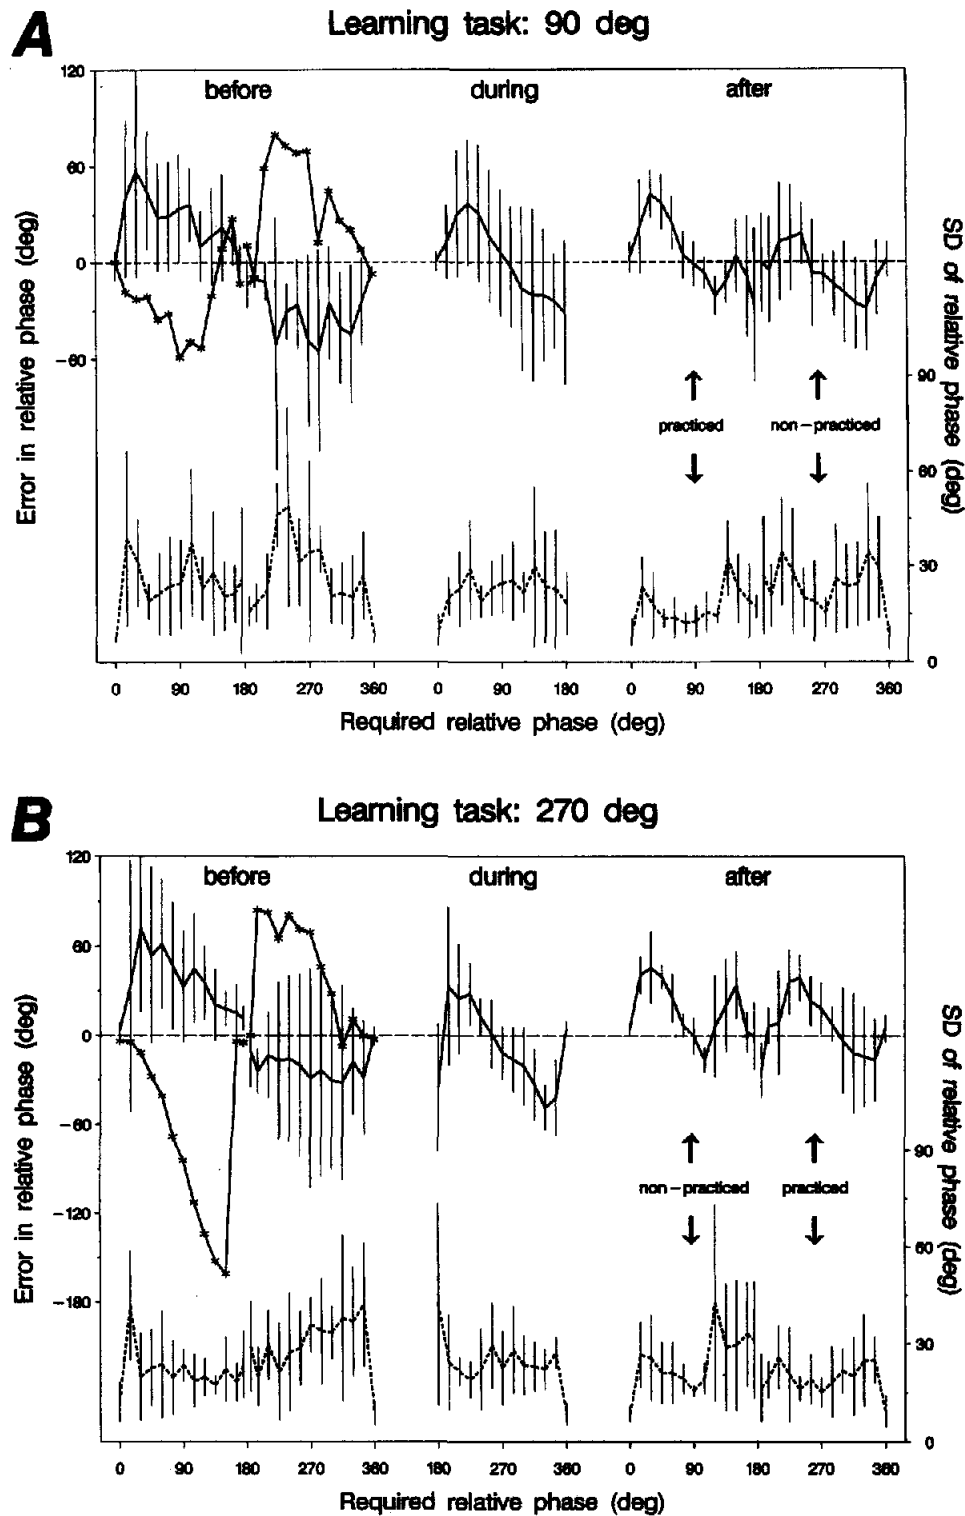 A
Learning task: 90 deg
before during after
120
60
0
-60
Error in relative phase (deg)
90
60
30
0
SD of relative phase (deg)
practiced non-practiced
0 90 180 270 360 0 90 180 0 90 180 270 360
Required relative phase (deg)
B
Learning task: 270 deg
before during after
120
60
0
-60
-120
-180
Error in relative phase (deg)
90
60
30
0
SD of relative phase (deg)
non-practiced practiced
0 90 180 270 360 180 270 360 0 90 180 270 360
Required relative phase (deg)